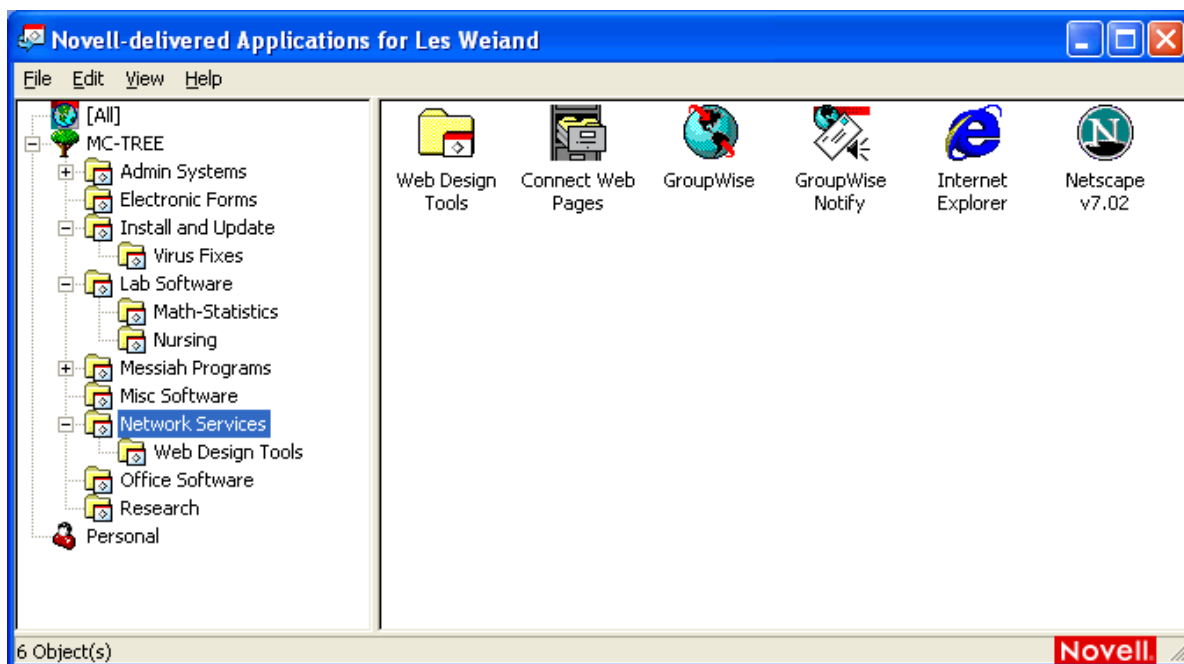 Novell-delivered Applications for Les Weiand
File Edit View Help
[All]
MC-TREE
Admin Systems
Electronic Forms
Install and Update
Virus Fixes
Lab Software
Math-Statistics
Nursing
Messiah Programs
Misc Software
Network Services
Web Design Tools
Office Software
Research
Personal
Web Design
Tools
Connect Web
Pages
GroupWise
GroupWise
Notify
Internet
Explorer
N
Netscape
v7.02
6 Object(s)
Novell.